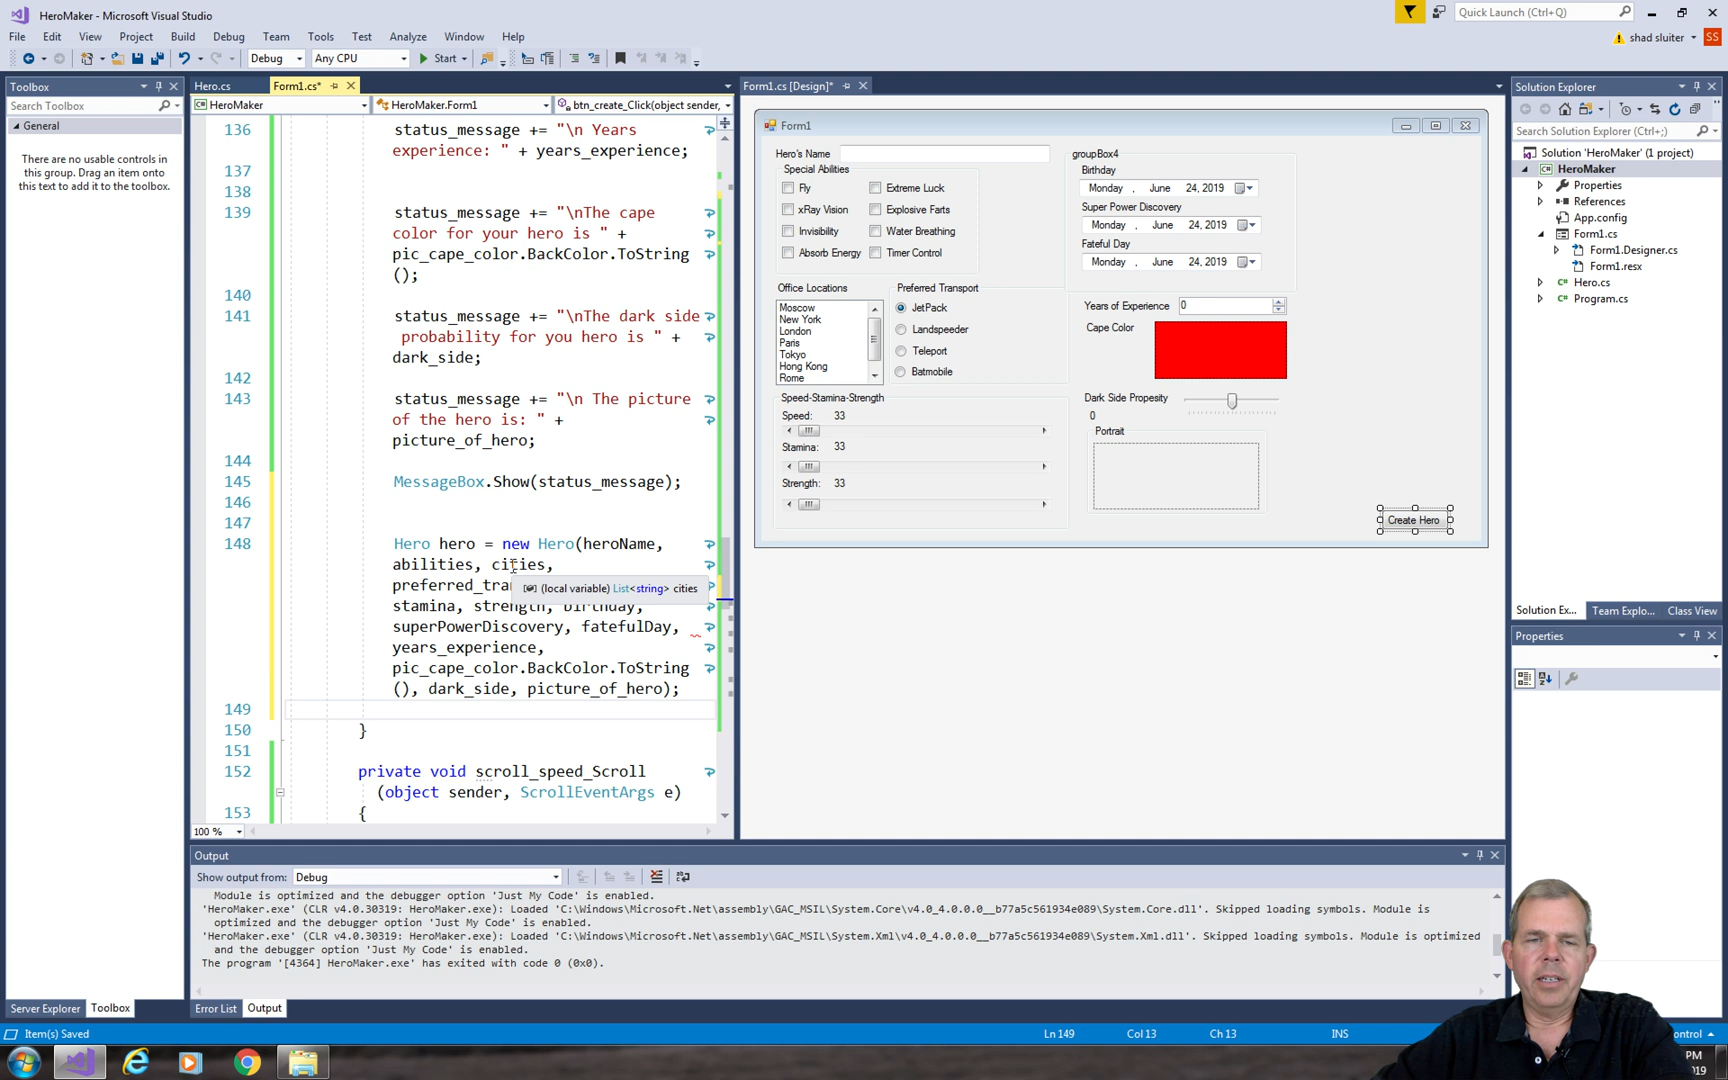 HeroMaker - Microsoft Visual Studio
Quick Launch (Ctrl+Q)
File Edit View Project Build Debug Team Tools Test Analyze Window Help
shad sluiter SS
Debug Any CPU Start
Toolbox
Search Toolbox
General
There are no usable controls in
this group. Drag an item onto
this text to add it to the toolbox.
Hero.cs Form1.cs*
HeroMaker HeroMaker.Form1 btn_create_Click(object sender,
136 status_message += "\n Years
experience: " + years_experience;
137
138
139 status_message += "\nThe cape
color for your hero is " +
pic_cape_color.BackColor.ToString
();
140
141 status_message += "\nThe dark side
probability for you hero is " +
dark_side;
142
143 status_message += "\n The picture
of the hero is: " +
picture_of_hero;
144
145 MessageBox.Show(status_message);
146
147
148 Hero hero = new Hero(heroName,
abilities, cities,
preferred_tra
(local variable) List<string> cities
stamina, strength, birthday,
superPowerDiscovery, fatefulDay,
years_experience,
pic_cape_color.BackColor.ToString
(), dark_side, picture_of_hero);
149
150 }
151
152 private void scroll_speed_Scroll
(object sender, ScrollEventArgs e)
153 {
100 %
Form1.cs [Design]*
Form1
Hero's Name
Special Abilities
Fly Extreme Luck
xRay Vision Explosive Farts
Invisibility Water Breathing
Absorb Energy Timer Control
groupBox4
Birthday
Monday , June 24, 2019
Super Power Discovery
Monday , June 24, 2019
Fateful Day
Monday , June 24, 2019
Office Locations
Moscow
New York
London
Paris
Tokyo
Hong Kong
Rome
Preferred Transport
JetPack
Landspeeder
Teleport
Batmobile
Years of Experience 0
Cape Color
Speed-Stamina-Strength
Speed: 33
Stamina: 33
Strength: 33
Dark Side Propesity
0
Portrait
Create Hero
Solution Explorer
Search Solution Explorer (Ctrl+;)
Solution 'HeroMaker' (1 project)
HeroMaker
Properties
References
App.config
Form1.cs
Form1.Designer.cs
Form1.resx
Hero.cs
Program.cs
Solution Ex... Team Explo... Class View
Properties
Output
Show output from: Debug
Module is optimized and the debugger option 'Just My Code' is enabled.
'HeroMaker.exe' (CLR v4.0.30319: HeroMaker.exe): Loaded 'C:\Windows\Microsoft.Net\assembly\GAC_MSIL\System.Core\v4.0_4.0.0.0__b77a5c561934e089\System.Core.dll'. Skipped loading symbols. Module is
optimized and the debugger option 'Just My Code' is enabled.
'HeroMaker.exe' (CLR v4.0.30319: HeroMaker.exe): Loaded 'C:\Windows\Microsoft.Net\assembly\GAC_MSIL\System.Xml\v4.0_4.0.0.0__b77a5c561934e089\System.Xml.dll'. Skipped loading symbols. Module is optimized
and the debugger option 'Just My Code' is enabled.
The program '[4364] HeroMaker.exe' has exited with code 0 (0x0).
Server Explorer Toolbox
Error List Output
Item(s) Saved Ln 149 Col 13 Ch 13 INS
PM